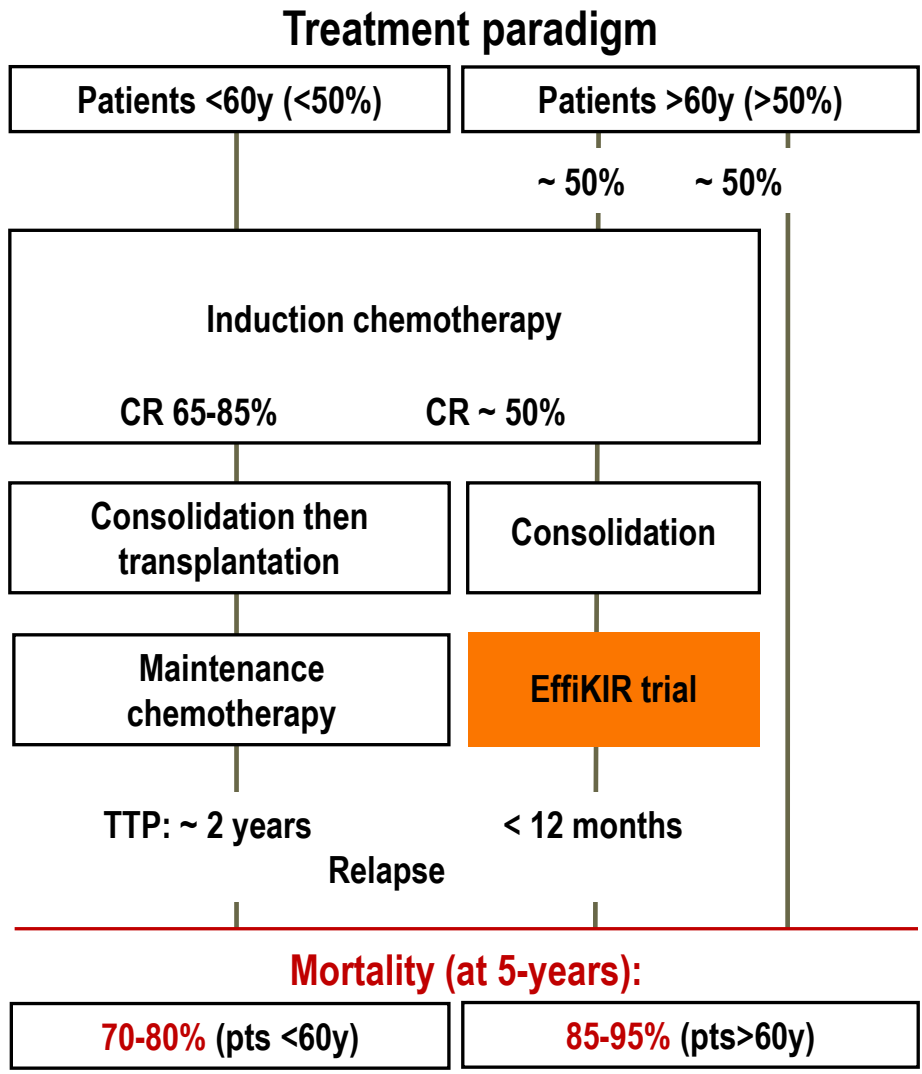 Treatment paradigm
Patients <60y (<50%)
Patients >60y (>50%)
~ 50%
~ 50%
Induction chemotherapy
CR 65-85%
CR ~ 50%
Consolidation then
transplantation
Consolidation
Maintenance
chemotherapy
EffiKIR trial
TTP: ~ 2 years
< 12 months
Relapse
Mortality (at 5-years):
70-80% (pts <60y)
85-95% (pts>60y)